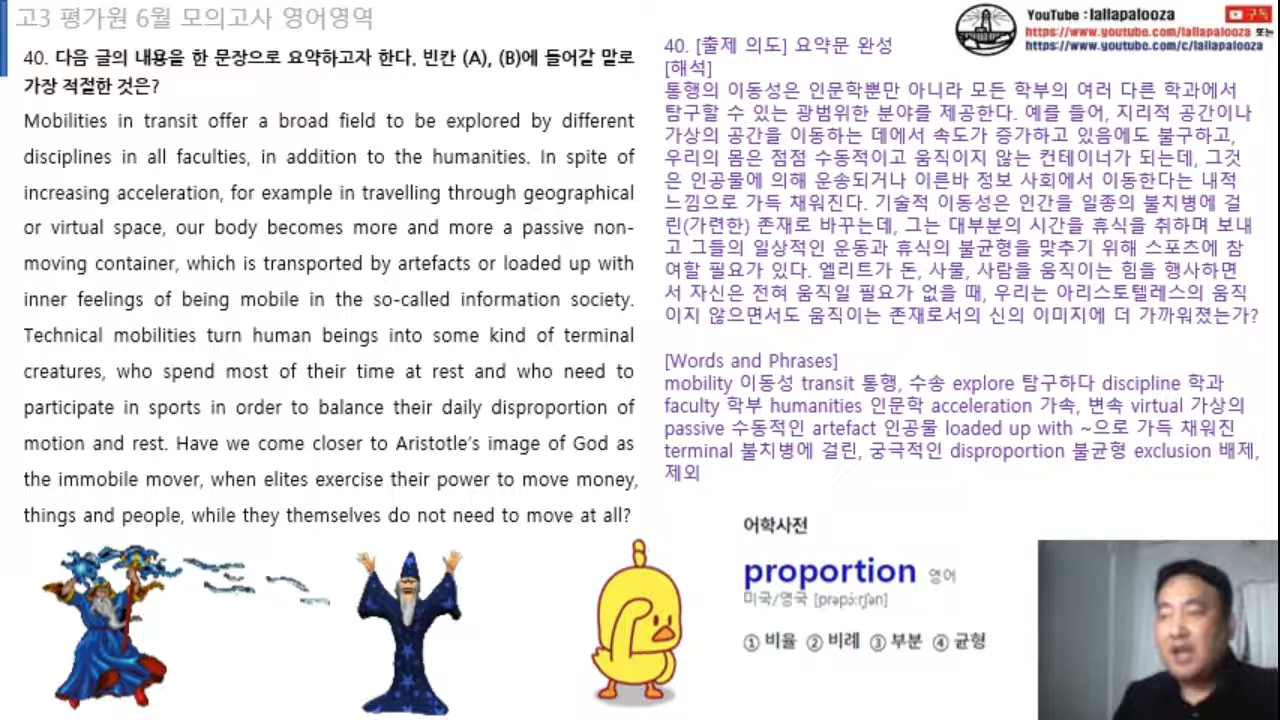 고3 평가원 6월 모의고사 영어영역
40. 다음 글의 내용을 한 문장으로 요약하고자 한다. 빈칸 (A), (B)에 들어갈 말로
가장 적절한 것은?
Mobilities in transit offer a broad field to be explored by different
disciplines in all faculties, in addition to the humanities. In spite of
increasing acceleration, for example in travelling through geographical
or virtual space, our body becomes more and more a passive non-
moving container, which is transported by artefacts or loaded up with
inner feelings of being mobile in the so-called information society.
Technical mobilities turn human beings into some kind of terminal
creatures, who spend most of their time at rest and who need to
participate in sports in order to balance their daily disproportion of
motion and rest. Have we come closer to Aristotle's image of God as
the immobile mover, when elites exercise their power to move money,
things and people, while they themselves do not need to move at all?
YouTube : lallapalooza
구독
https://www.youtube.com/lallapalooza 또는
https://www.youtube.com/c/lallapalooza
40. [출제 의도] 요약문 완성
[해석]
통행의 이동성은 인문학뿐만 아니라 모든 학부의 여러 다른 학과에서
탐구할 수 있는 광범위한 분야를 제공한다. 예를 들어, 지리적 공간이나
가상의 공간을 이동하는 데에서 속도가 증가하고 있음에도 불구하고,
우리의 몸은 점점 수동적이고 움직이지 않는 컨테이너가 되는데, 그것
은 인공물에 의해 운송되거나 이른바 정보 사회에서 이동한다는 내적
느낌으로 가득 채워진다. 기술적 이동성은 인간을 일종의 불치병에 걸
린(가련한) 존재로 바꾸는데, 그는 대부분의 시간을 휴식을 취하며 보내
고 그들의 일상적인 운동과 휴식의 불균형을 맞추기 위해 스포츠에 참
여할 필요가 있다. 엘리트가 돈, 사물, 사람을 움직이는 힘을 행사하면
서 자신은 전혀 움직일 필요가 없을 때, 우리는 아리스토텔레스의 움직
이지 않으면서도 움직이는 존재로서의 신의 이미지에 더 가까워졌는가?
[Words and Phrases]
mobility 이동성 transit 통행, 수송 explore 탐구하다 discipline 학과
faculty 학부 humanities 인문학 acceleration 가속, 변속 virtual 가상의
passive 수동적인 artefact 인공물 loaded up with ~으로 가득 채워진
terminal 불치병에 걸린, 궁극적인 disproportion 불균형 exclusion 배제,
제외
어학사전
proportion 영어
미국/영국 [prəpɔ́:rʃən]
① 비율 ② 비례 ③ 부분 ④ 균형